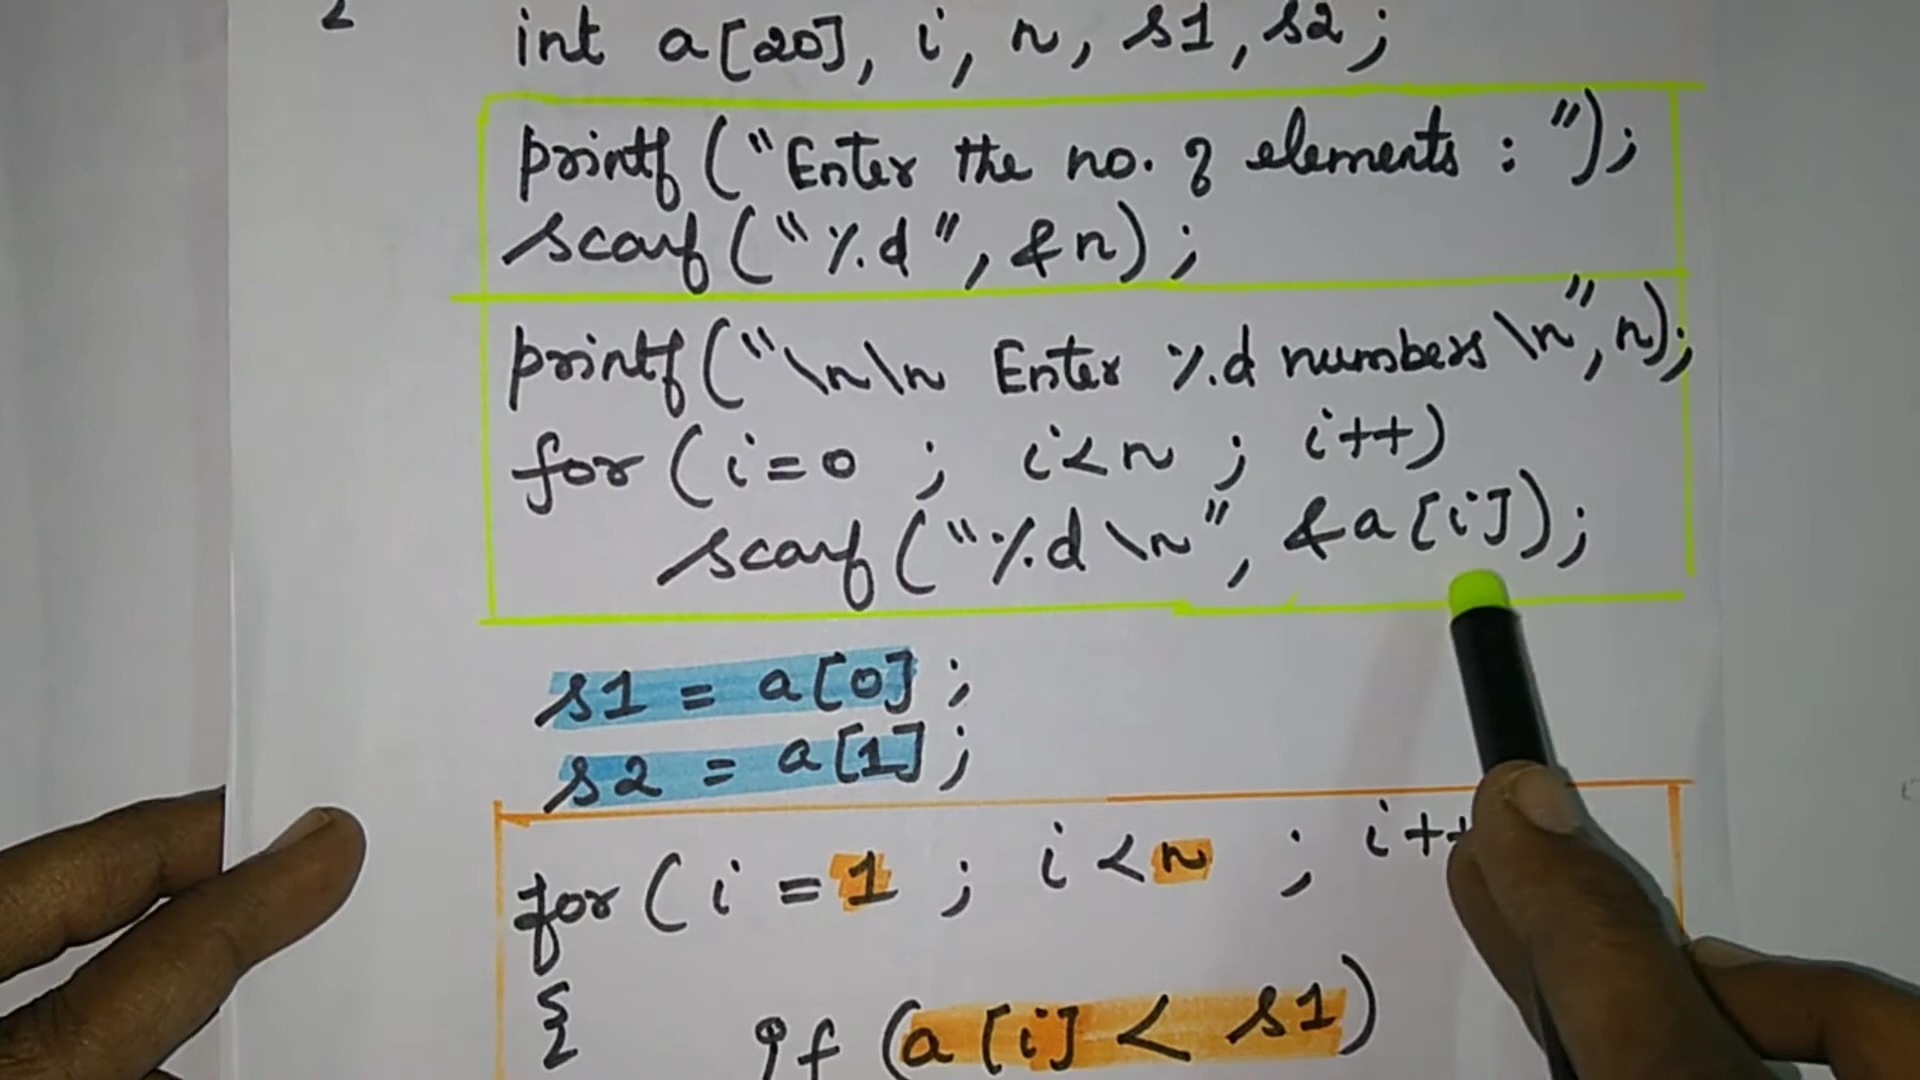 int a[20], i, n, s1, s2;
printf ("Enter the no. of elements : ");
scanf ("%d", &n);
printf ("\n\n Enter %d numbers \n", n);
for (i=0 ; i<n ; i++)
scanf ("%d \n", &a[i]);
s1 = a[0];
s2 = a[1];
for (i = 1 ; i < n ; i++
{ if (a[i] < s1)